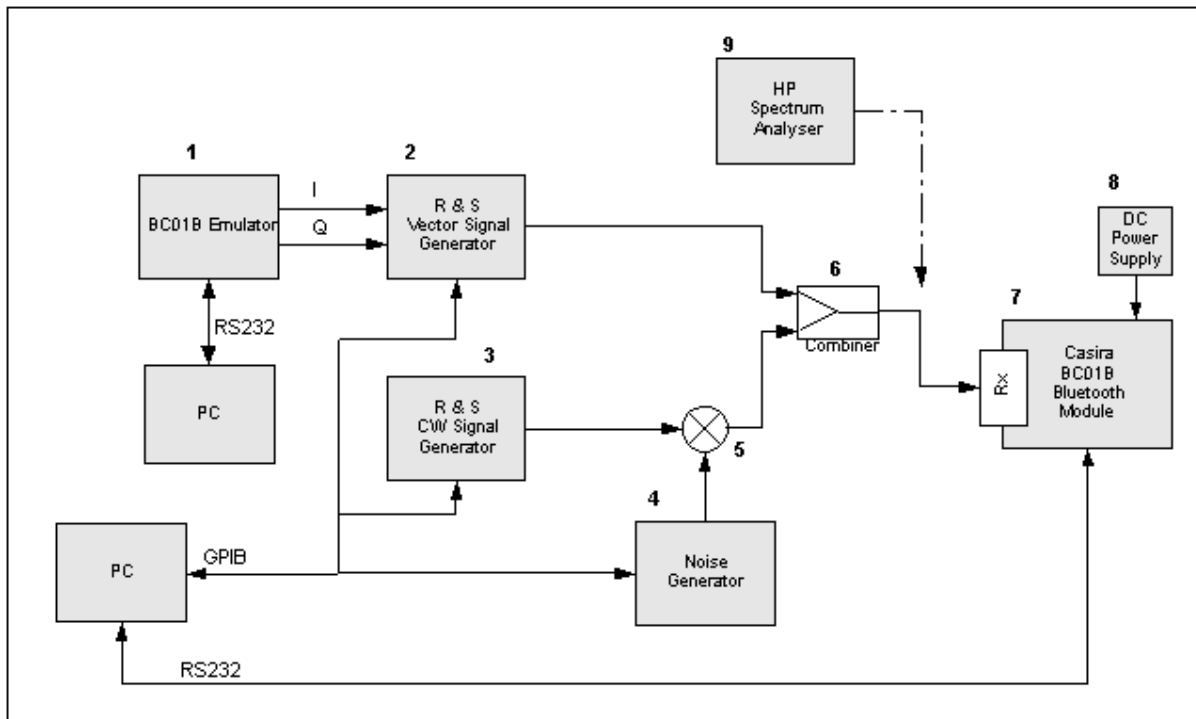 9
HP
Spectrum
Analyser
1
2
BC01B Emulator
I
Q
R & S
Vector Signal
Generator
8
DC
Power
Supply
6
Combiner
7
Rx
Casira
BC01B
Bluetooth
Module
RS232
PC
3
R & S
CW Signal
Generator
5
4
Noise
Generator
PC
GPIB
RS232